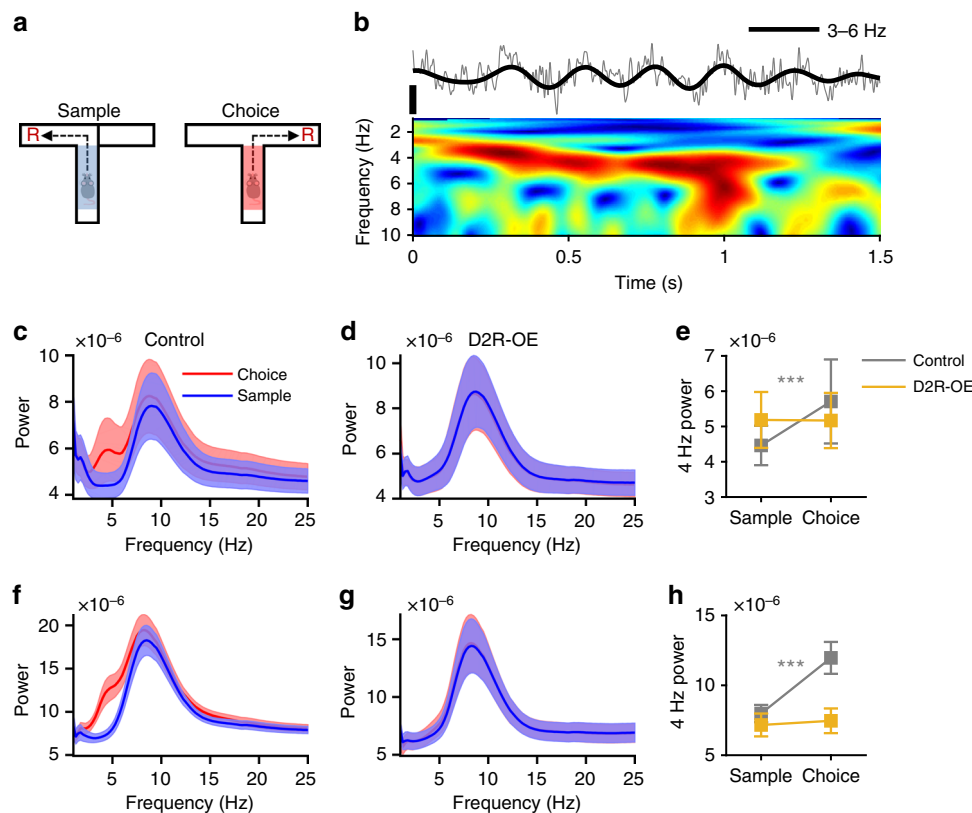 a
Sample
Choice
R
R
b
3–6 Hz
Frequency (Hz)
2
4
6
8
10
0
0.5
1
1.5
Time (s)
c
×10⁻⁶
Control
Choice
Sample
Power
10
8
6
4
5
10
15
20
25
Frequency (Hz)
d
×10⁻⁶
D2R-OE
Power
10
8
6
4
5
10
15
20
25
Frequency (Hz)
e
×10⁻⁶
Control
D2R-OE
***
4 Hz power
7
6
5
4
3
Sample Choice
f
×10⁻⁶
Power
20
15
10
5
5
10
15
20
25
Frequency (Hz)
g
×10⁻⁶
Power
15
10
5
5
10
15
20
25
Frequency (Hz)
h
×10⁻⁶
***
4 Hz power
15
10
5
Sample Choice